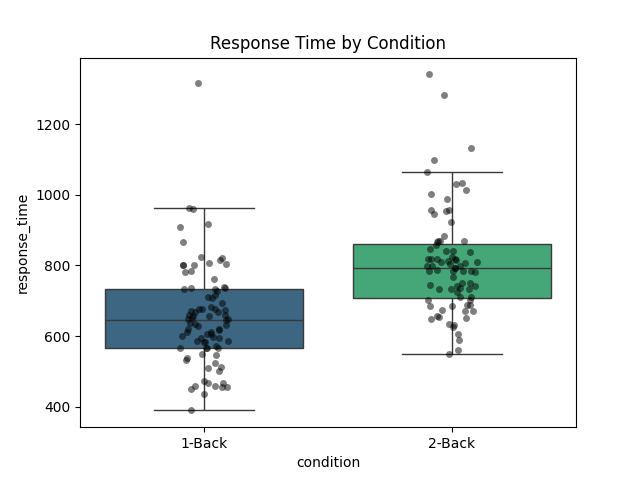 Response Time by Condition
response_time
1200
1000
800
600
400
1-Back
2-Back
condition